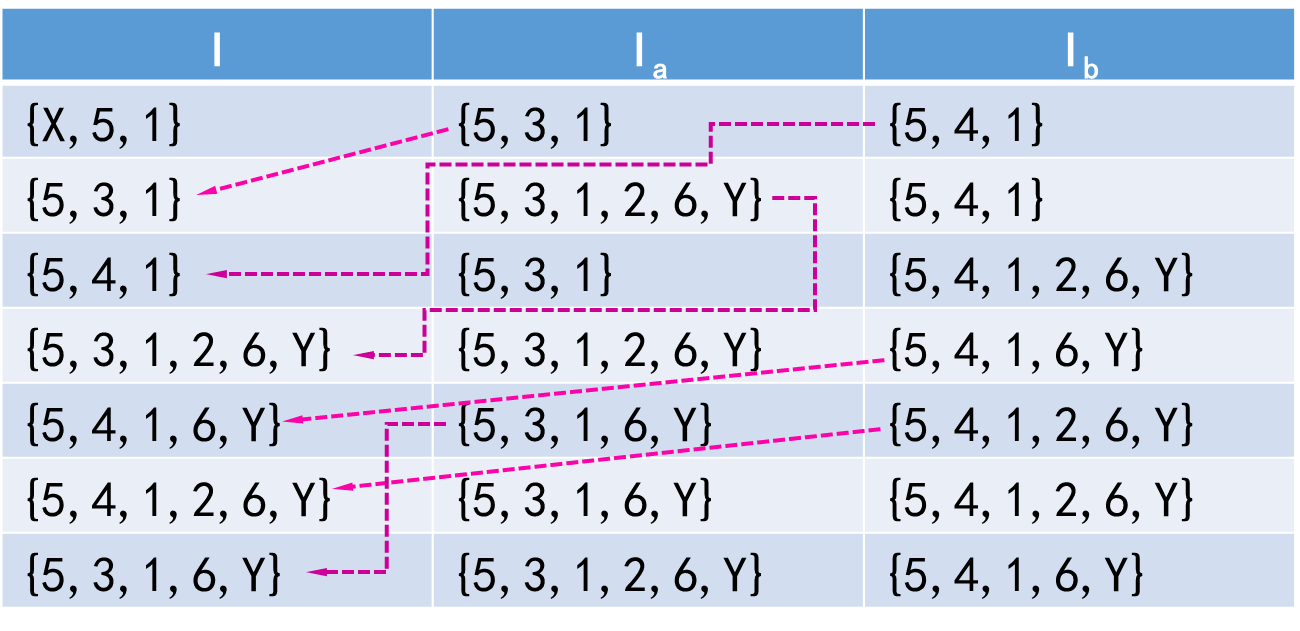 I I a I b
{X, 5, 1} {5, 3, 1} {5, 4, 1}
{5, 3, 1} {5, 3, 1, 2, 6, Y} {5, 4, 1}
{5, 4, 1} {5, 3, 1} {5, 4, 1, 2, 6, Y}
{5, 3, 1, 2, 6, Y} {5, 3, 1, 2, 6, Y} {5, 4, 1, 6, Y}
{5, 4, 1, 6, Y} {5, 3, 1, 6, Y} {5, 4, 1, 2, 6, Y}
{5, 4, 1, 2, 6, Y} {5, 3, 1, 6, Y} {5, 4, 1, 2, 6, Y}
{5, 3, 1, 6, Y} {5, 3, 1, 2, 6, Y} {5, 4, 1, 6, Y}